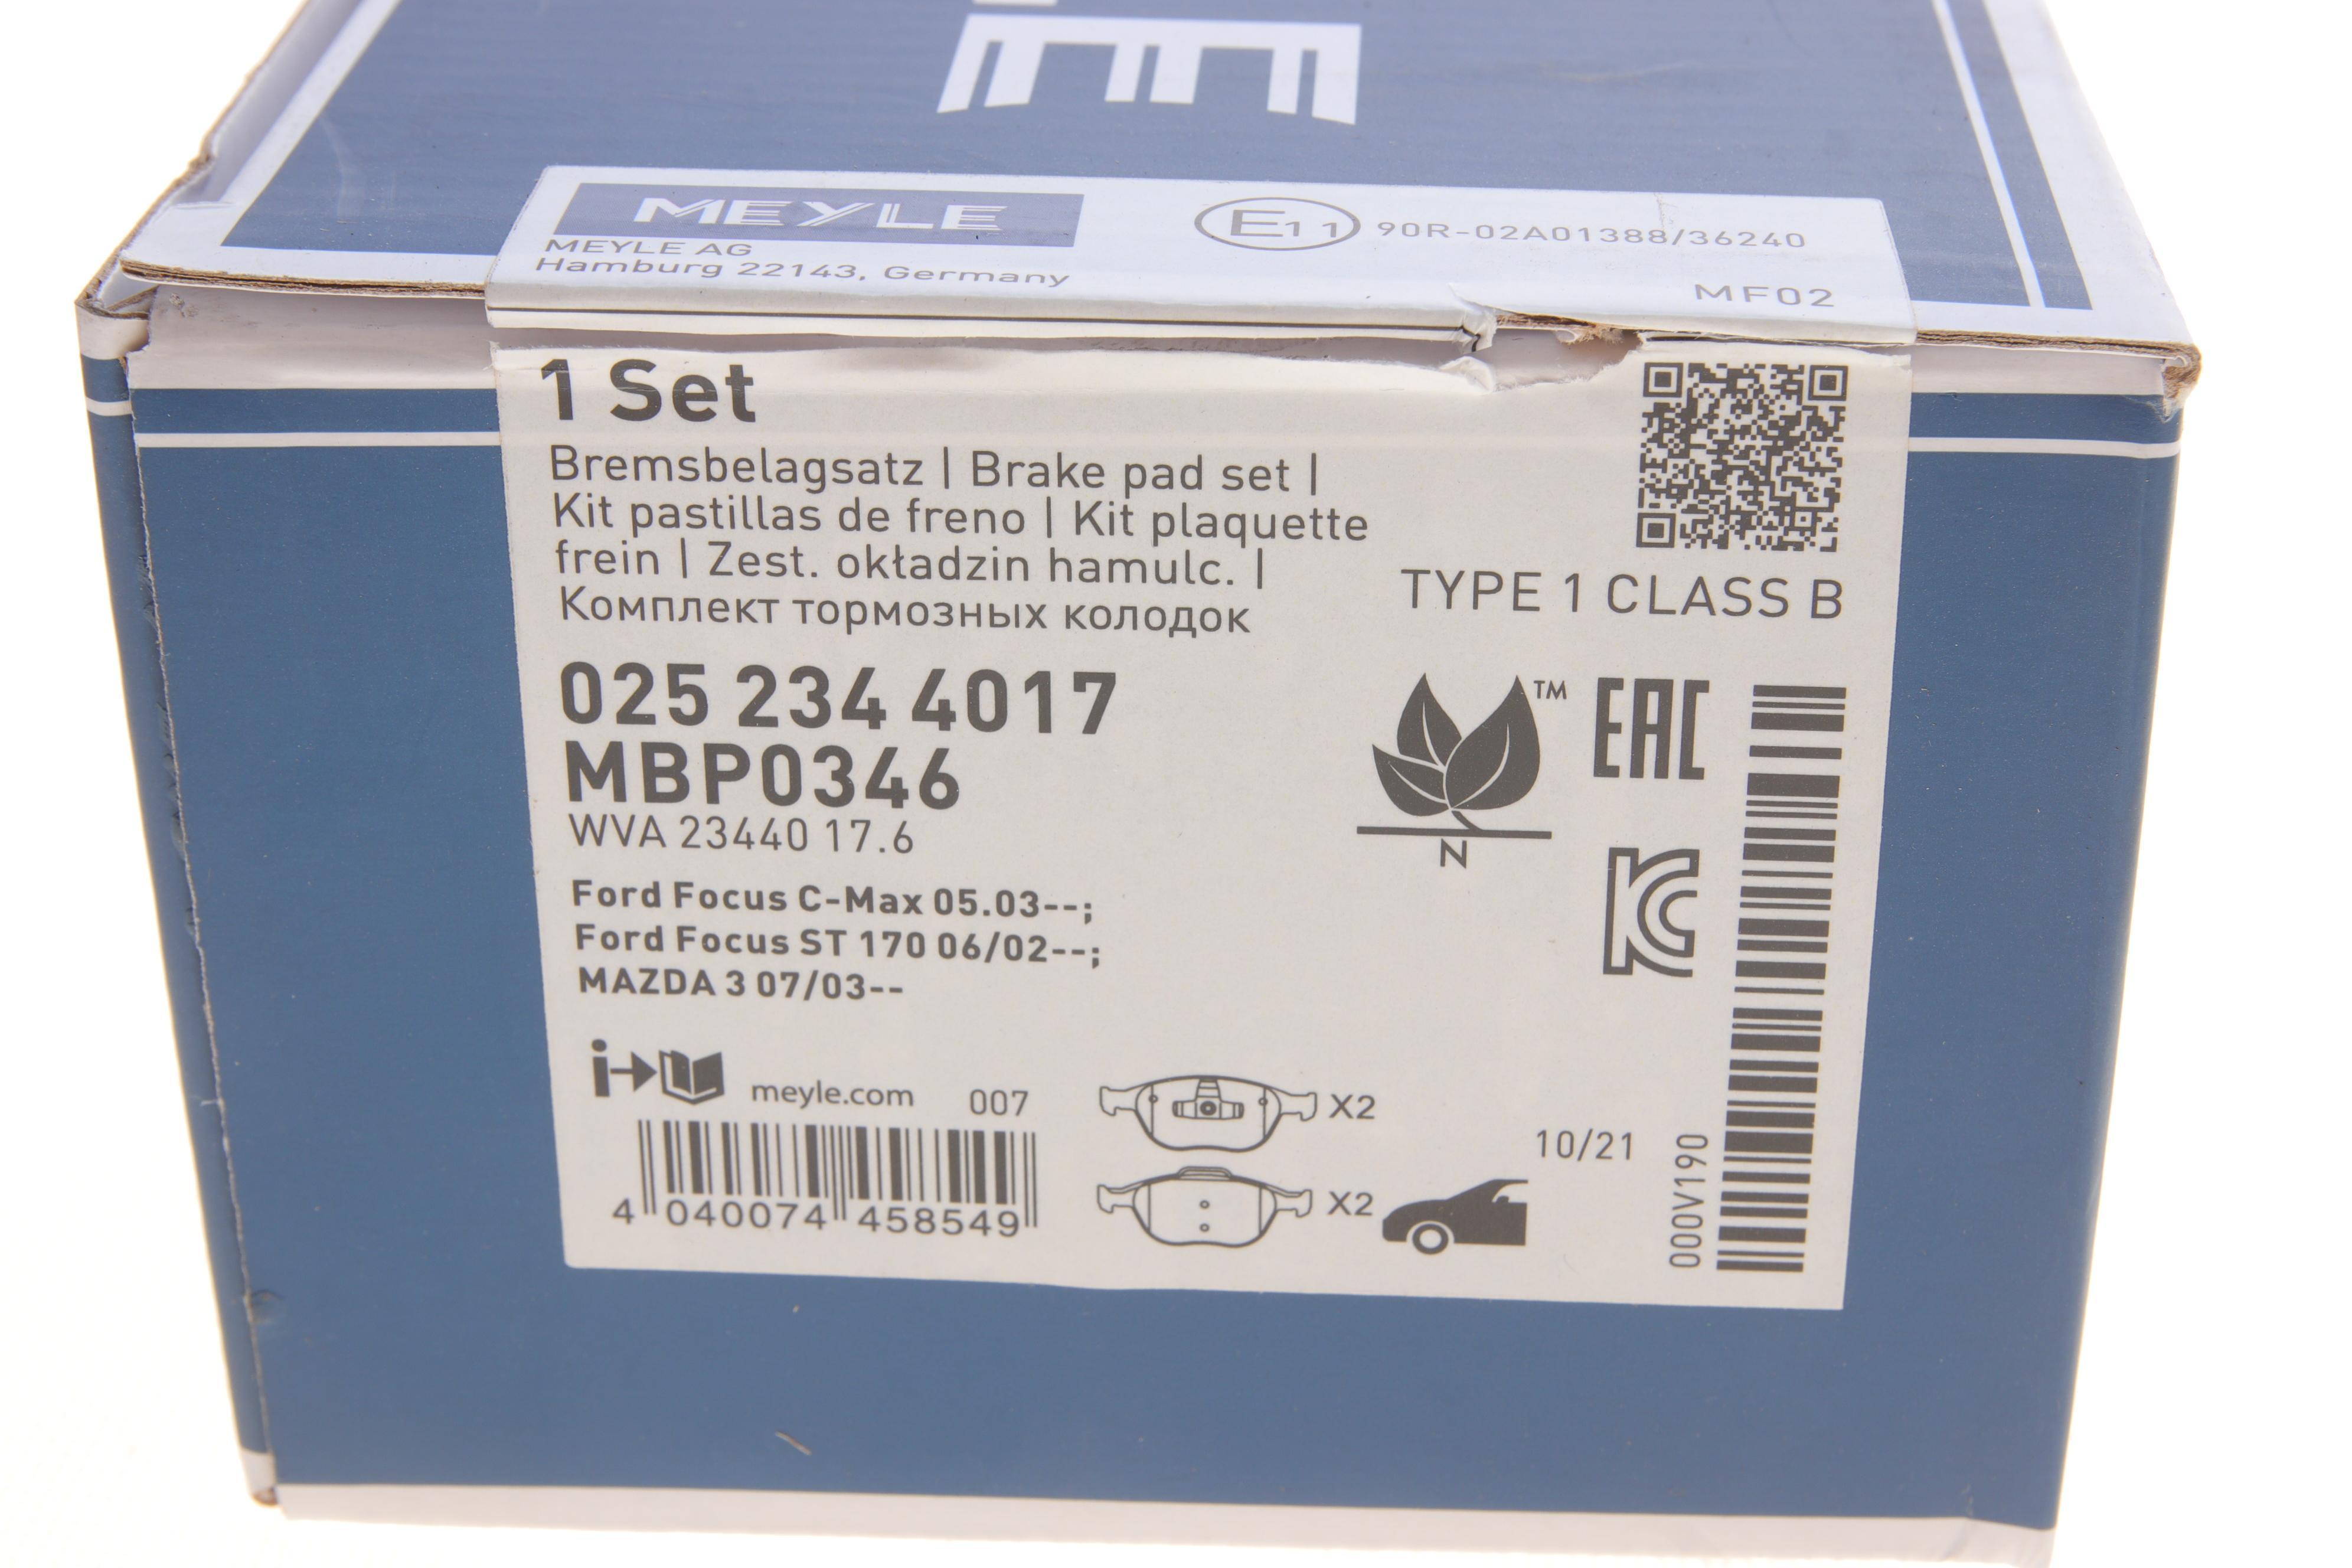 MEYLE
E11 90R-02A01388/36240
MEYLE AG
Hamburg 22143, Germany
MF02
1 Set
Bremsbelagsatz | Brake pad set |
Kit pastillas de freno | Kit plaquette
frein | Zest. okładzin hamulc. |
Комплект тормозных колодок
TYPE 1 CLASS B
025 234 4017
MBP0346
WVA 23440 17.6
TM
EAC
N
KC
Ford Focus C-Max 05.03--;
Ford Focus ST 170 06/02--;
MAZDA 3 07/03--
i
meyle.com 007
X2
X2
10/21
000V190
4 040074 458549